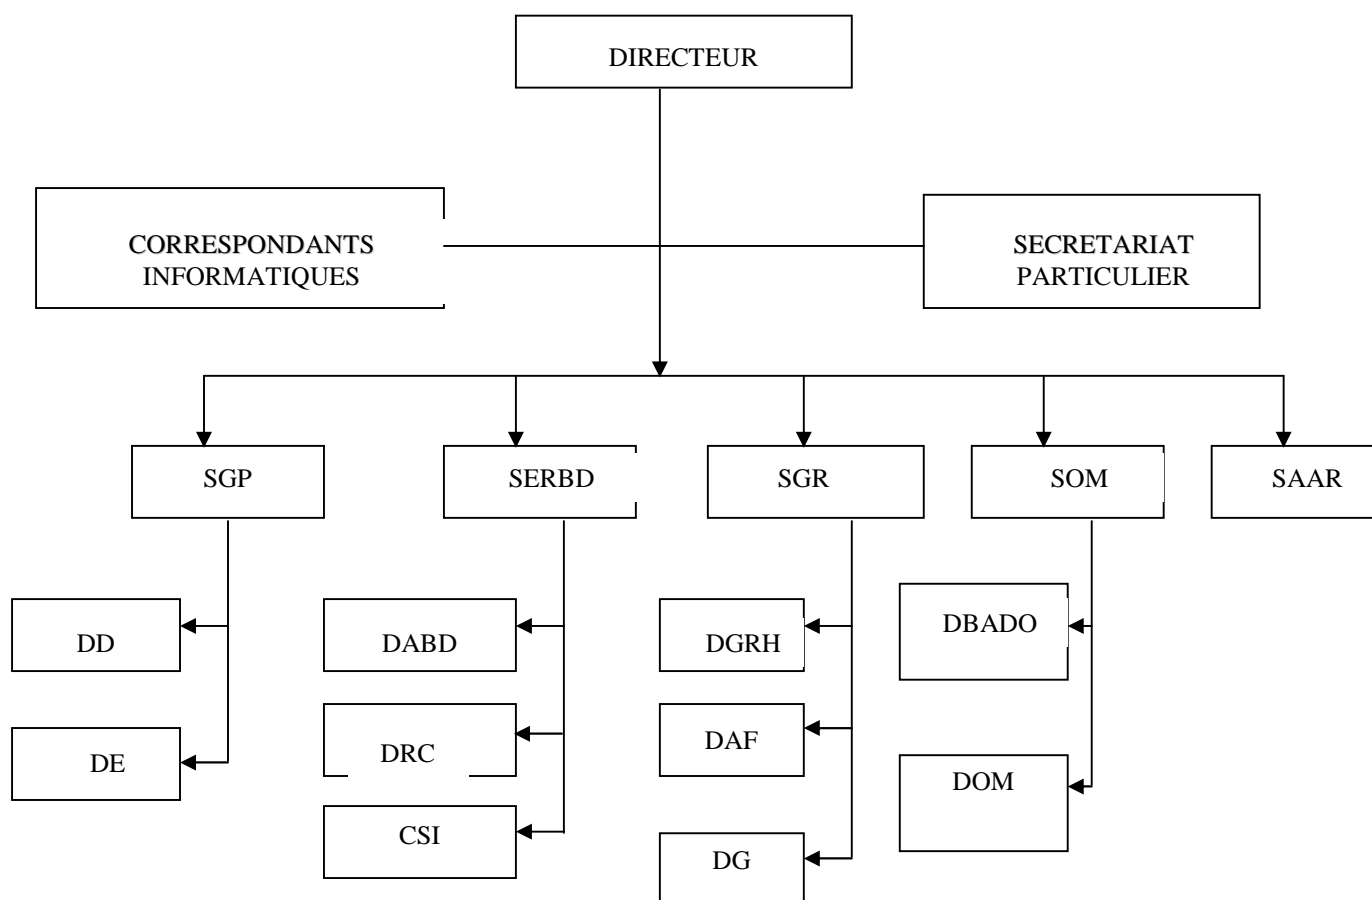 DIRECTEUR
CORRESPONDANTS
INFORMATIQUES
SECRETARIAT
PARTICULIER
SGP
SERBD
SGR
SOM
SAAR
DD
DABD
DGRH
DBADO
DE
DRC
DAF
DOM
CSI
DG